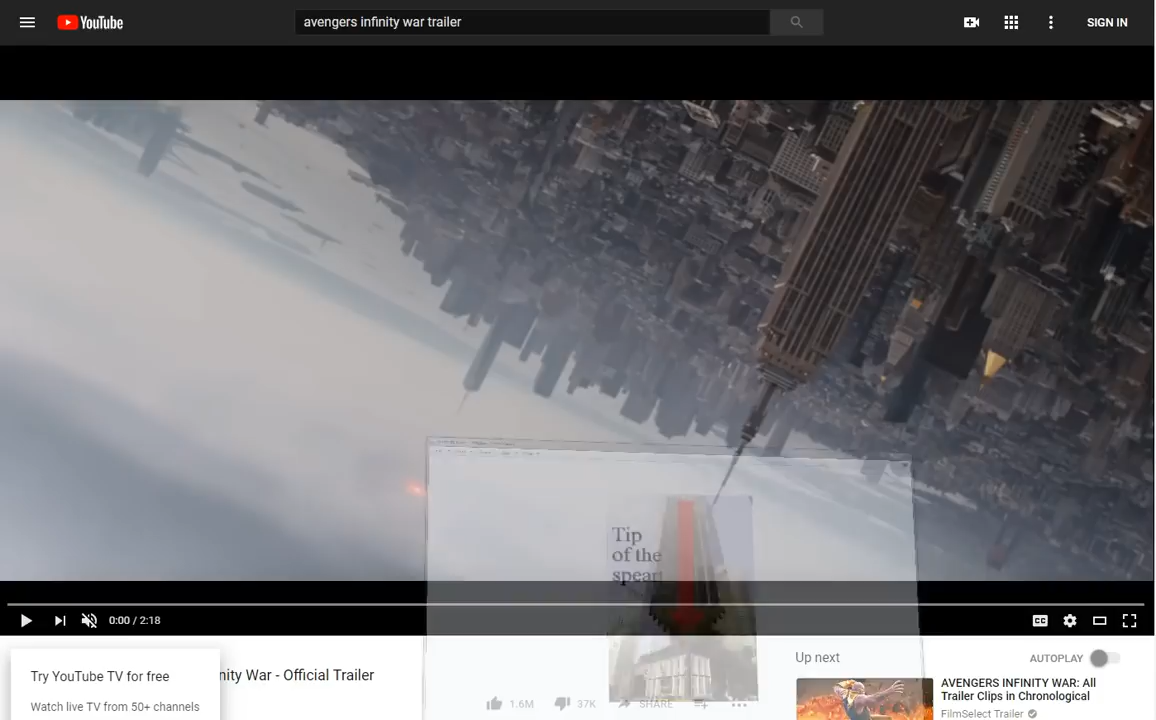 YouTube
avengers infinity war trailer
SIGN IN
Tip
of the
spear
0:00 / 2:18
CC
Try YouTube TV for free
Watch live TV from 50+ channels
nity War - Official Trailer
1.6M
37K
SHARE
Up next
AUTOPLAY
AVENGERS INFINITY WAR: All
Trailer Clips in Chronological
FilmSelect Trailer